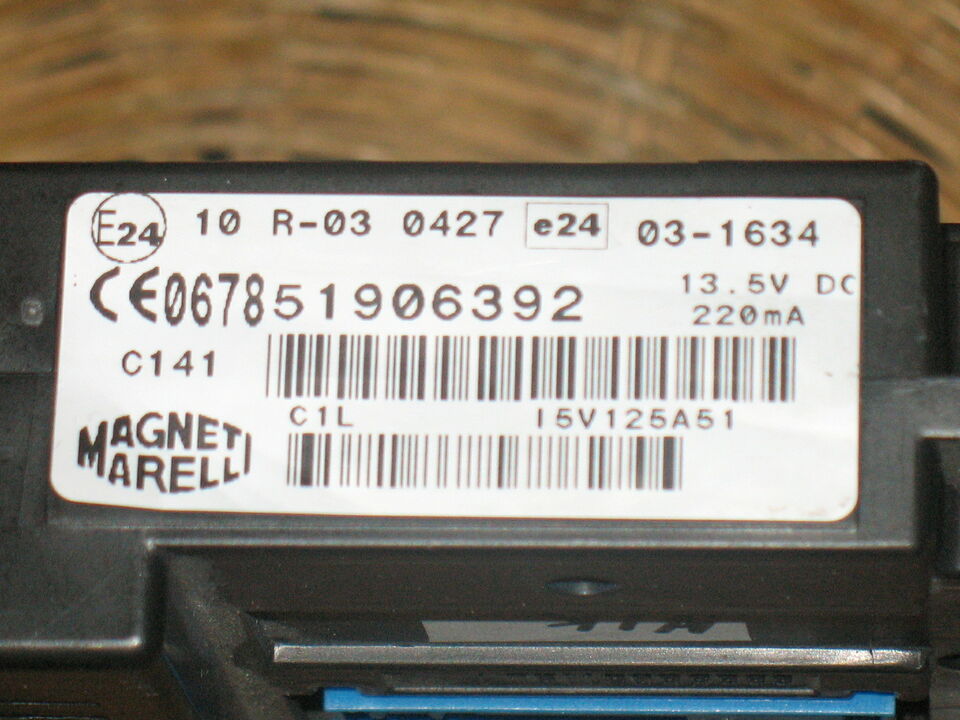 E24 10 R-03 0427 e24 03-1634
CE0678 51906392 13.5V DC
220mA
C141
C1L I5V125A51
MAGNETI
MARELLI